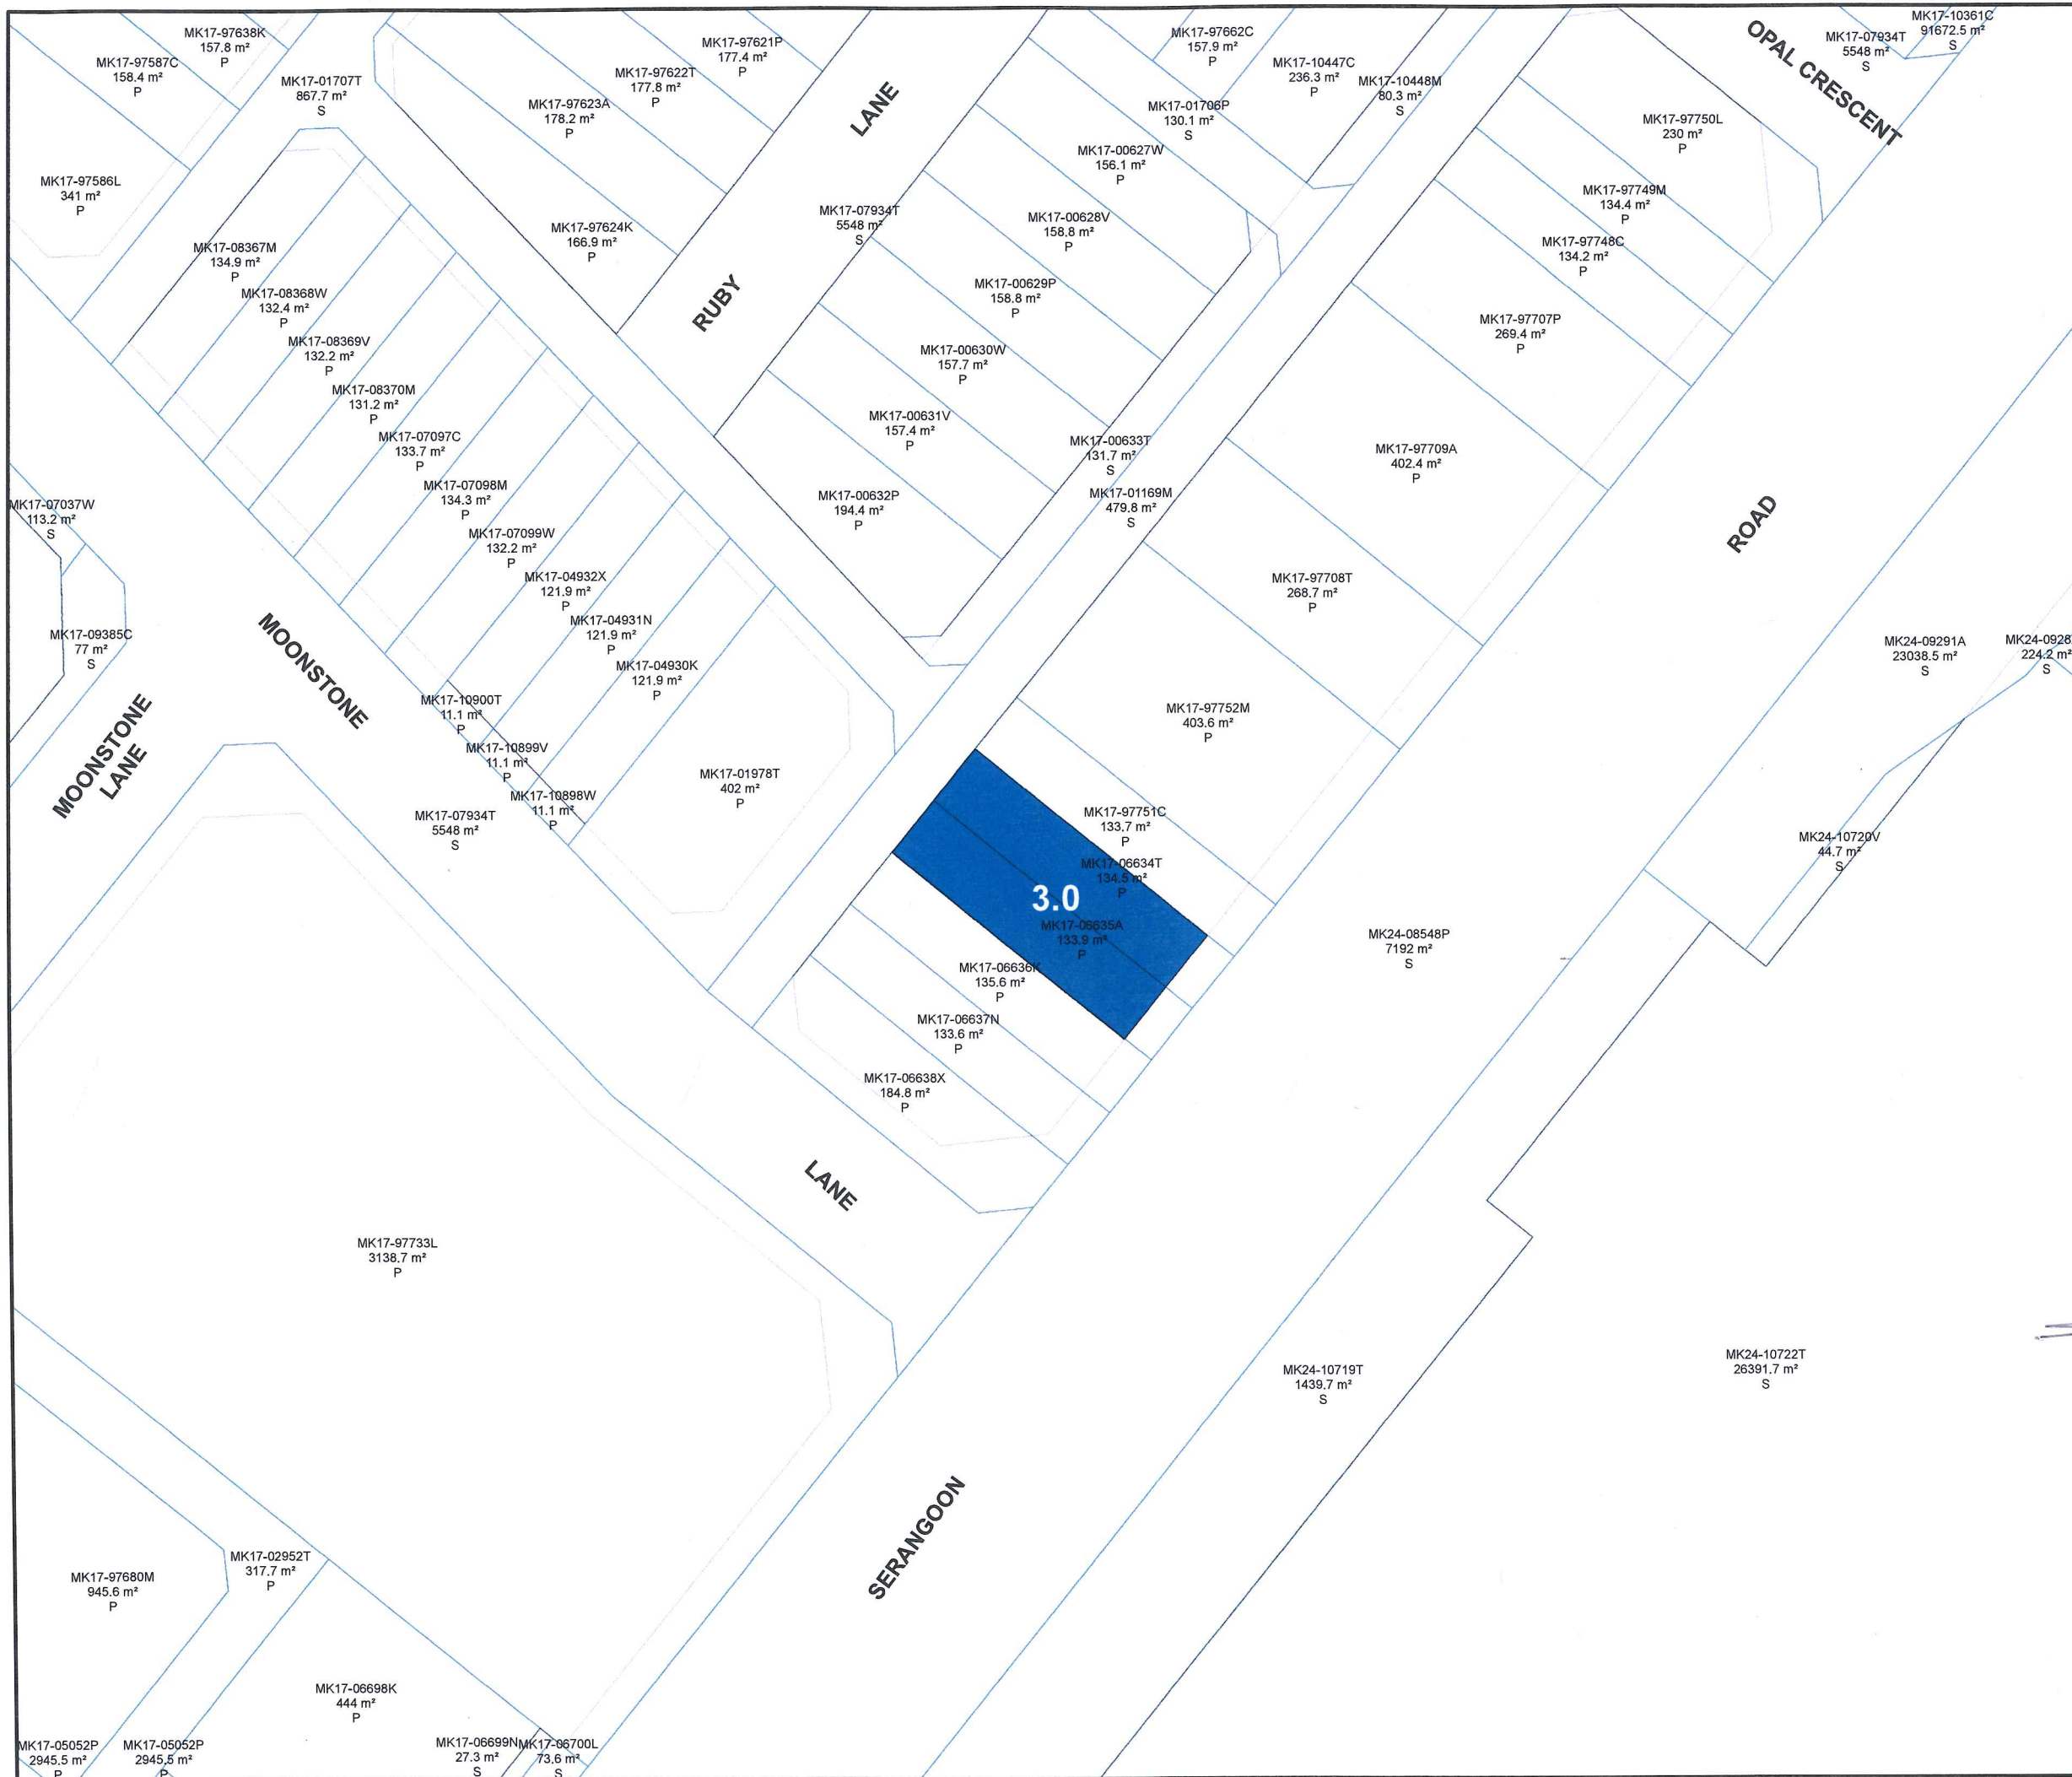 MK17-97638K
157.8 m²
P
MK17-97587C
158.4 m²
P
MK17-01707T
867.7 m²
S
MK17-97586L
341 m²
P
MK17-97621P
177.4 m²
P
MK17-97622T
177.8 m²
P
MK17-97623A
178.2 m²
P
MK17-97624K
166.9 m²
P
LANE
RUBY
MK17-97662C
157.9 m²
P
MK17-10447C
236.3 m²
P
MK17-10448M
80.3 m²
S
MK17-01706P
130.1 m²
S
MK17-00627W
156.1 m²
P
MK17-07934T
5548 m²
S
MK17-00628V
158.8 m²
P
MK17-00629P
158.8 m²
P
MK17-00630W
157.7 m²
P
MK17-00631V
157.4 m²
P
MK17-00632P
194.4 m²
P
MK17-00633T
131.7 m²
S
MK17-01169M
479.8 m²
S
OPAL CRESCENT
MK17-07934T
5548 m²
S
MK17-10361C
91672.5 m²
S
MK17-97750L
230 m²
P
MK17-97749M
134.4 m²
P
MK17-97748C
134.2 m²
P
MK17-97707P
269.4 m²
P
MK17-97709A
402.4 m²
P
MK17-97708T
268.7 m²
P
MK17-97752M
403.6 m²
P
MK17-97751C
133.7 m²
P
MK17-06634T
134.5 m²
P
3.0
MK17-06635A
133.9 m²
P
MK17-06636K
135.6 m²
P
MK17-06637N
133.6 m²
P
MK17-06638X
184.8 m²
P
MK17-08367M
134.9 m²
P
MK17-08368W
132.4 m²
P
MK17-08369V
132.2 m²
P
MK17-08370M
131.2 m²
P
MK17-07097C
133.7 m²
P
MK17-07098M
134.3 m²
P
MK17-07099W
132.2 m²
P
MK17-04932X
121.9 m²
P
MK17-04931N
121.9 m²
P
MK17-04930K
121.9 m²
P
MK17-10900T
11.1 m²
P
MK17-10899V
11.1 m²
P
MK17-10898W
11.1 m²
P
MK17-01978T
402 m²
P
MK17-07037W
113.2 m²
S
MK17-09385C
77 m²
S
MOONSTONE
LANE
MOONSTONE
MK17-07934T
5548 m²
S
LANE
ROAD
MK24-09291A
23038.5 m²
S
MK24-0928
224.2 m²
S
MK24-10720V
44.7 m²
S
MK24-08548P
7192 m²
S
MK24-10719T
1439.7 m²
S
MK24-10722T
26391.7 m²
S
SERANGOON
MK17-97733L
3138.7 m²
P
MK17-97680M
945.6 m²
P
MK17-02952T
317.7 m²
P
MK17-06698K
444 m²
P
MK17-05052P
2945.5 m²
P
MK17-05052P
2945.5 m²
P
MK17-06699N
27.3 m²
S
MK17-06700L
73.6 m²
S